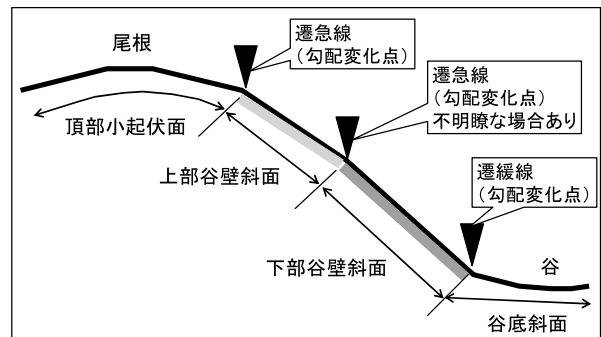 尾根
遷急線
（勾配変化点）
遷急線
（勾配変化点）
不明瞭な場合あり
頂部小起伏面
上部谷壁斜面
遷緩線
（勾配変化点）
下部谷壁斜面
谷
谷底斜面